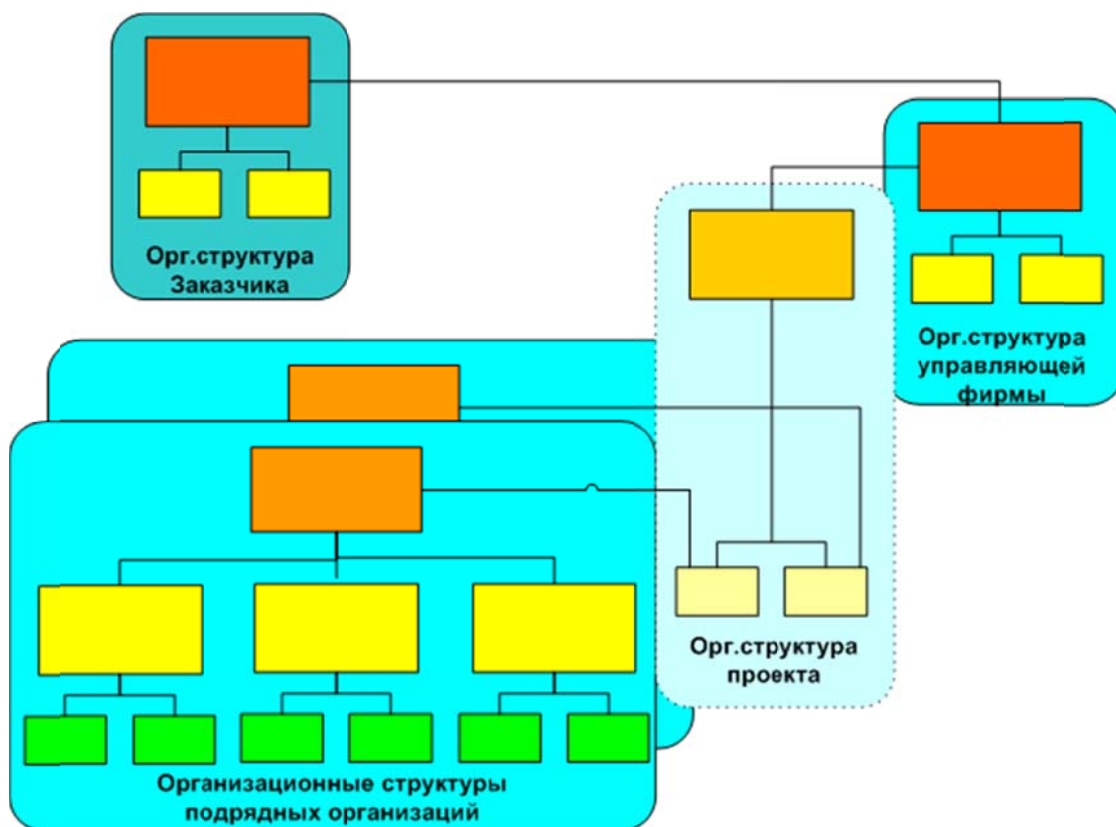 Орг.структура
Заказчика
Орг.структура
управляющей
фирмы
Орг.структура
проекта
Организационные структуры
подрядных организаций